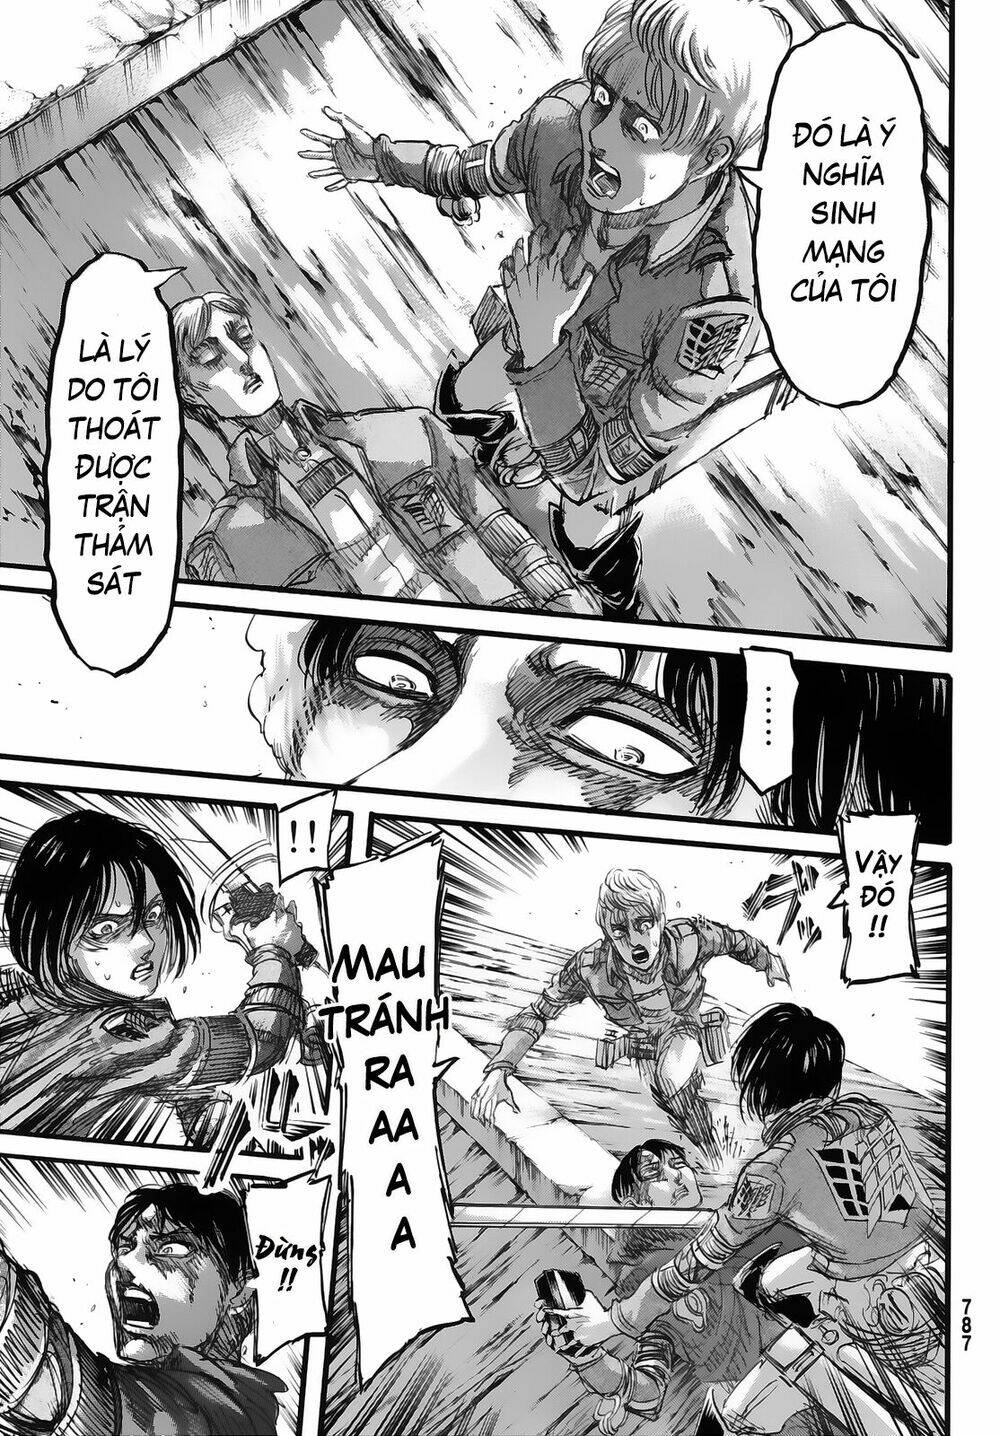 ĐÓ LÀ Ý
NGHĨA
SINH
MẠNG
CỦA TÔI
LÀ LÝ
DO TÔI
THOÁT
ĐƯỢC
TRẬN
THẢM
SÁT
......
VẬY
ĐÓ
!!
!!
MAU
TRÁNH
RA
AA
A
A
ĐỪNG
!!
787